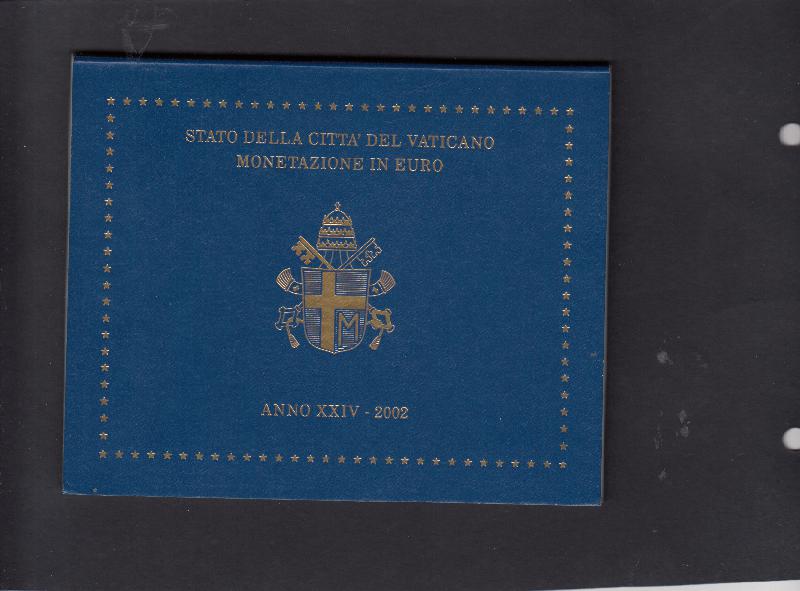 STATO DELLA CITTA' DEL VATICANO
MONETAZIONE IN EURO
M
ANNO XXIV - 2002